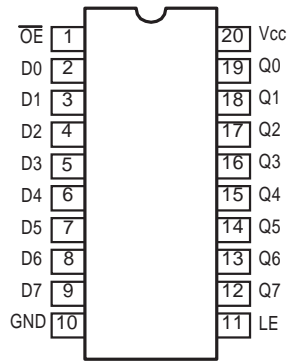 O̅E̅ 1 20 Vcc
D0 2 19 Q0
D1 3 18 Q1
D2 4 17 Q2
D3 5 16 Q3
D4 6 15 Q4
D5 7 14 Q5
D6 8 13 Q6
D7 9 12 Q7
GND 10 11 LE